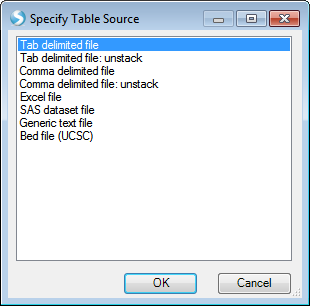 Specify Table Source
Tab delimited file
Tab delimited file: unstack
Comma delimited file
Comma delimited file: unstack
Excel file
SAS dataset file
Generic text file
Bed file (UCSC)
OK
Cancel